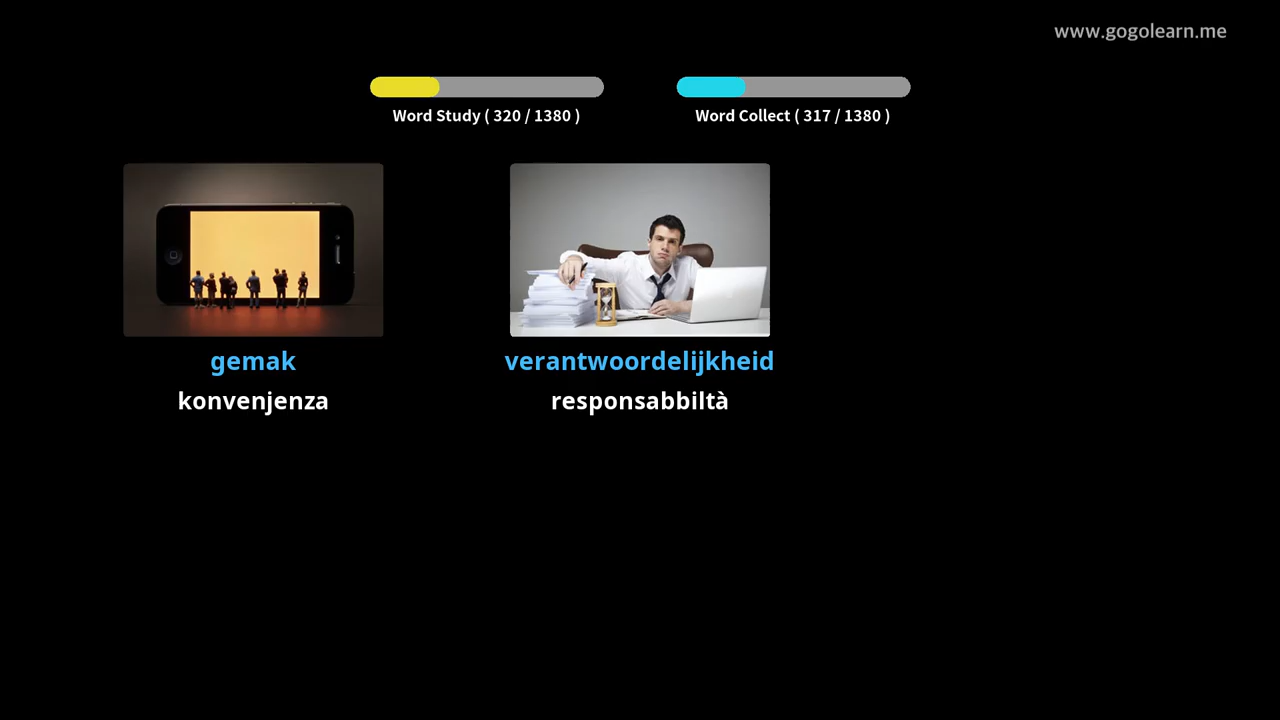 www.gogolearn.me
Word Study ( 320 / 1380 )
Word Collect ( 317 / 1380 )
gemak
verantwoordelijkheid
konvenjenza
responsabbiltà